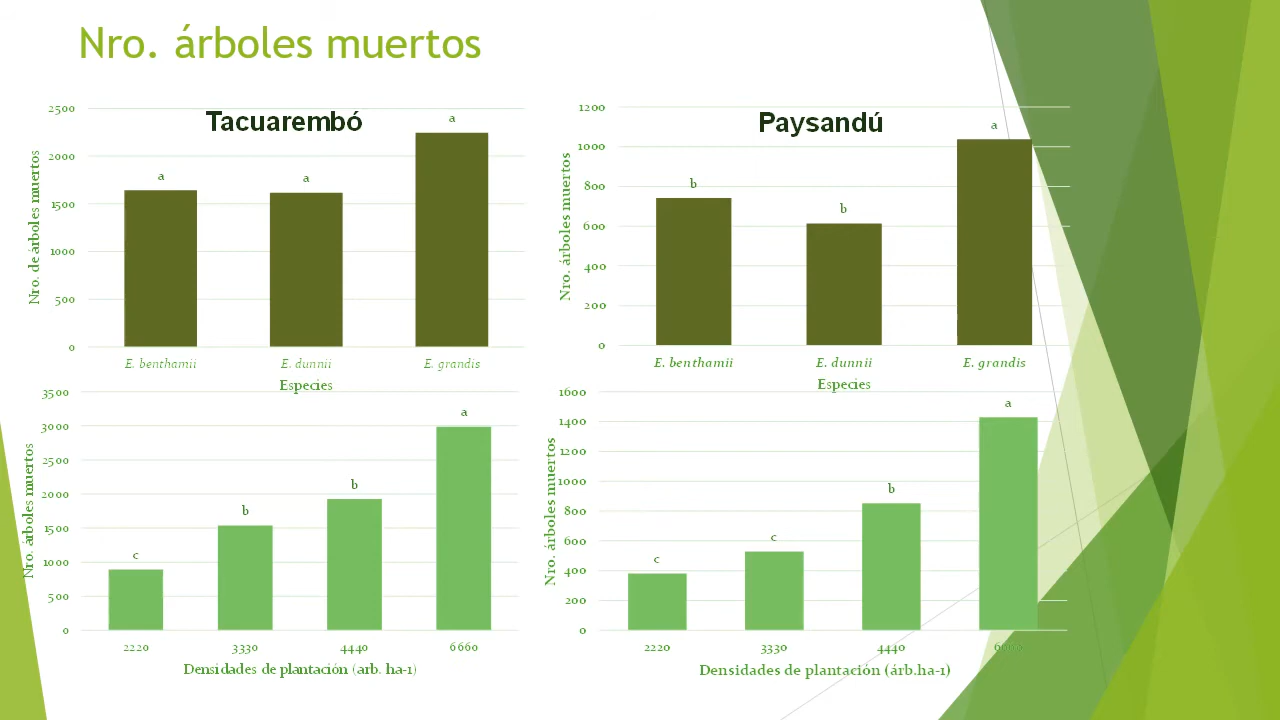 Nro. árboles muertos
Tacuarembó
Nro. de árboles muertos
2500
2000
1500
1000
500
0
a
a
a
E. benthamii
E. dunnii
E. grandis
Especies
Paysandú
Nro. árboles muertos
1200
1000
800
600
400
200
0
b
b
a
E. benthamii
E. dunnii
E. grandis
Especies
Nro. árboles muertos
3500
3000
2500
2000
1500
1000
500
0
c
b
b
a
2220
3330
4440
6660
Densidades de plantación (arb. ha-1)
Nro. árboles muertos
1600
1400
1200
1000
800
600
400
200
0
c
c
b
a
2220
3330
4440
Densidades de plantación (árb.ha-1)